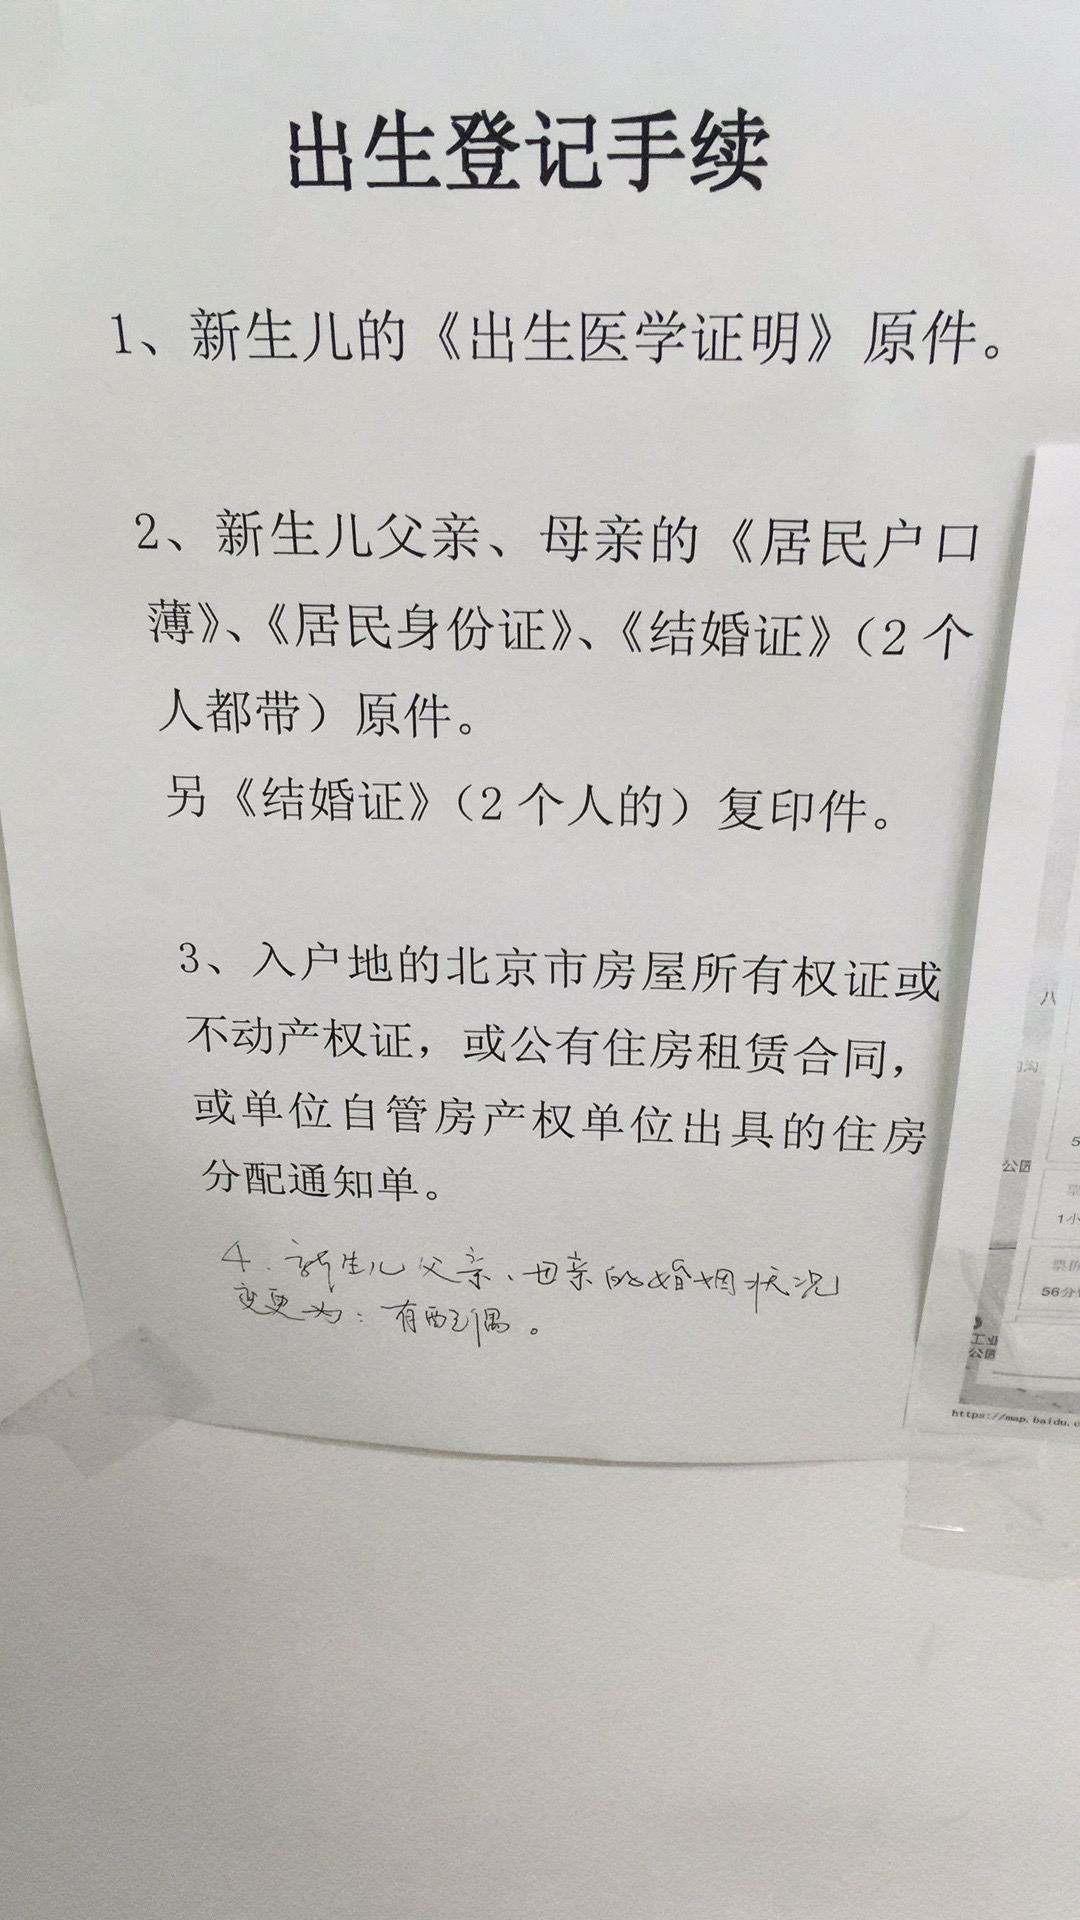 出生登记手续
1、新生儿的《出生医学证明》原件。
2、新生儿父亲、母亲的《居民户口
薄》、《居民身份证》、《结婚证》（2个
人都带）原件。
另《结婚证》（2个人的）复印件。
3、入户地的北京市房屋所有权证或
不动产权证，或公有住房租赁合同，
或单位自管房产权单位出具的住房
分配通知单。
4．新生儿父亲、母亲的婚姻状况
变更为：有配偶。
八
公园
5
1小
票价
56分
工业
公园
https://map.baidu.c